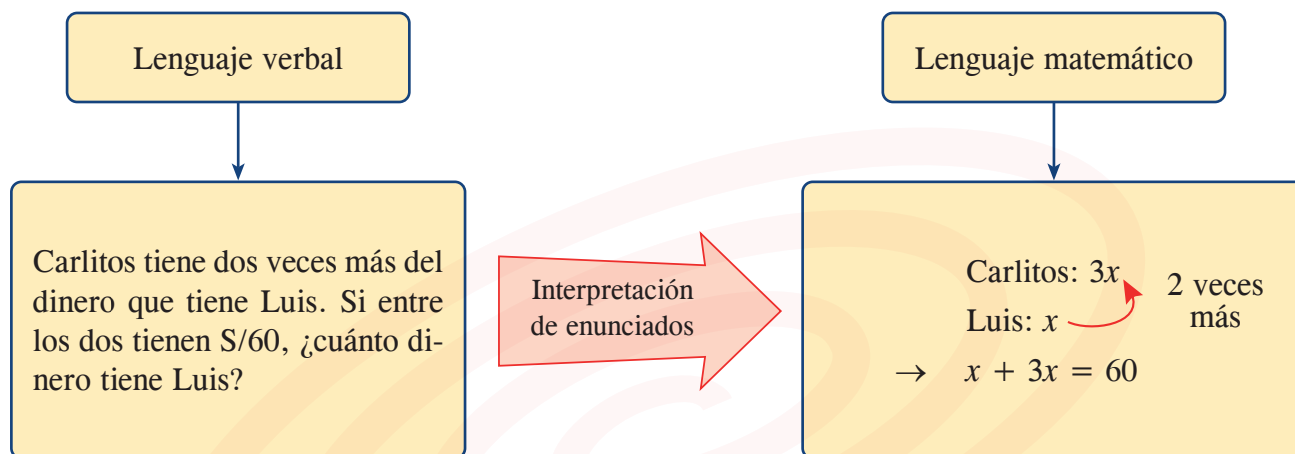 Lenguaje verbal
Lenguaje matemático
Carlitos tiene dos veces más del
dinero que tiene Luis. Si entre
los dos tienen S/60, ¿cuánto di-
nero tiene Luis?
Interpretación
de enunciados
Carlitos: 3x
Luis: x
2 veces
más
→ x + 3x = 60